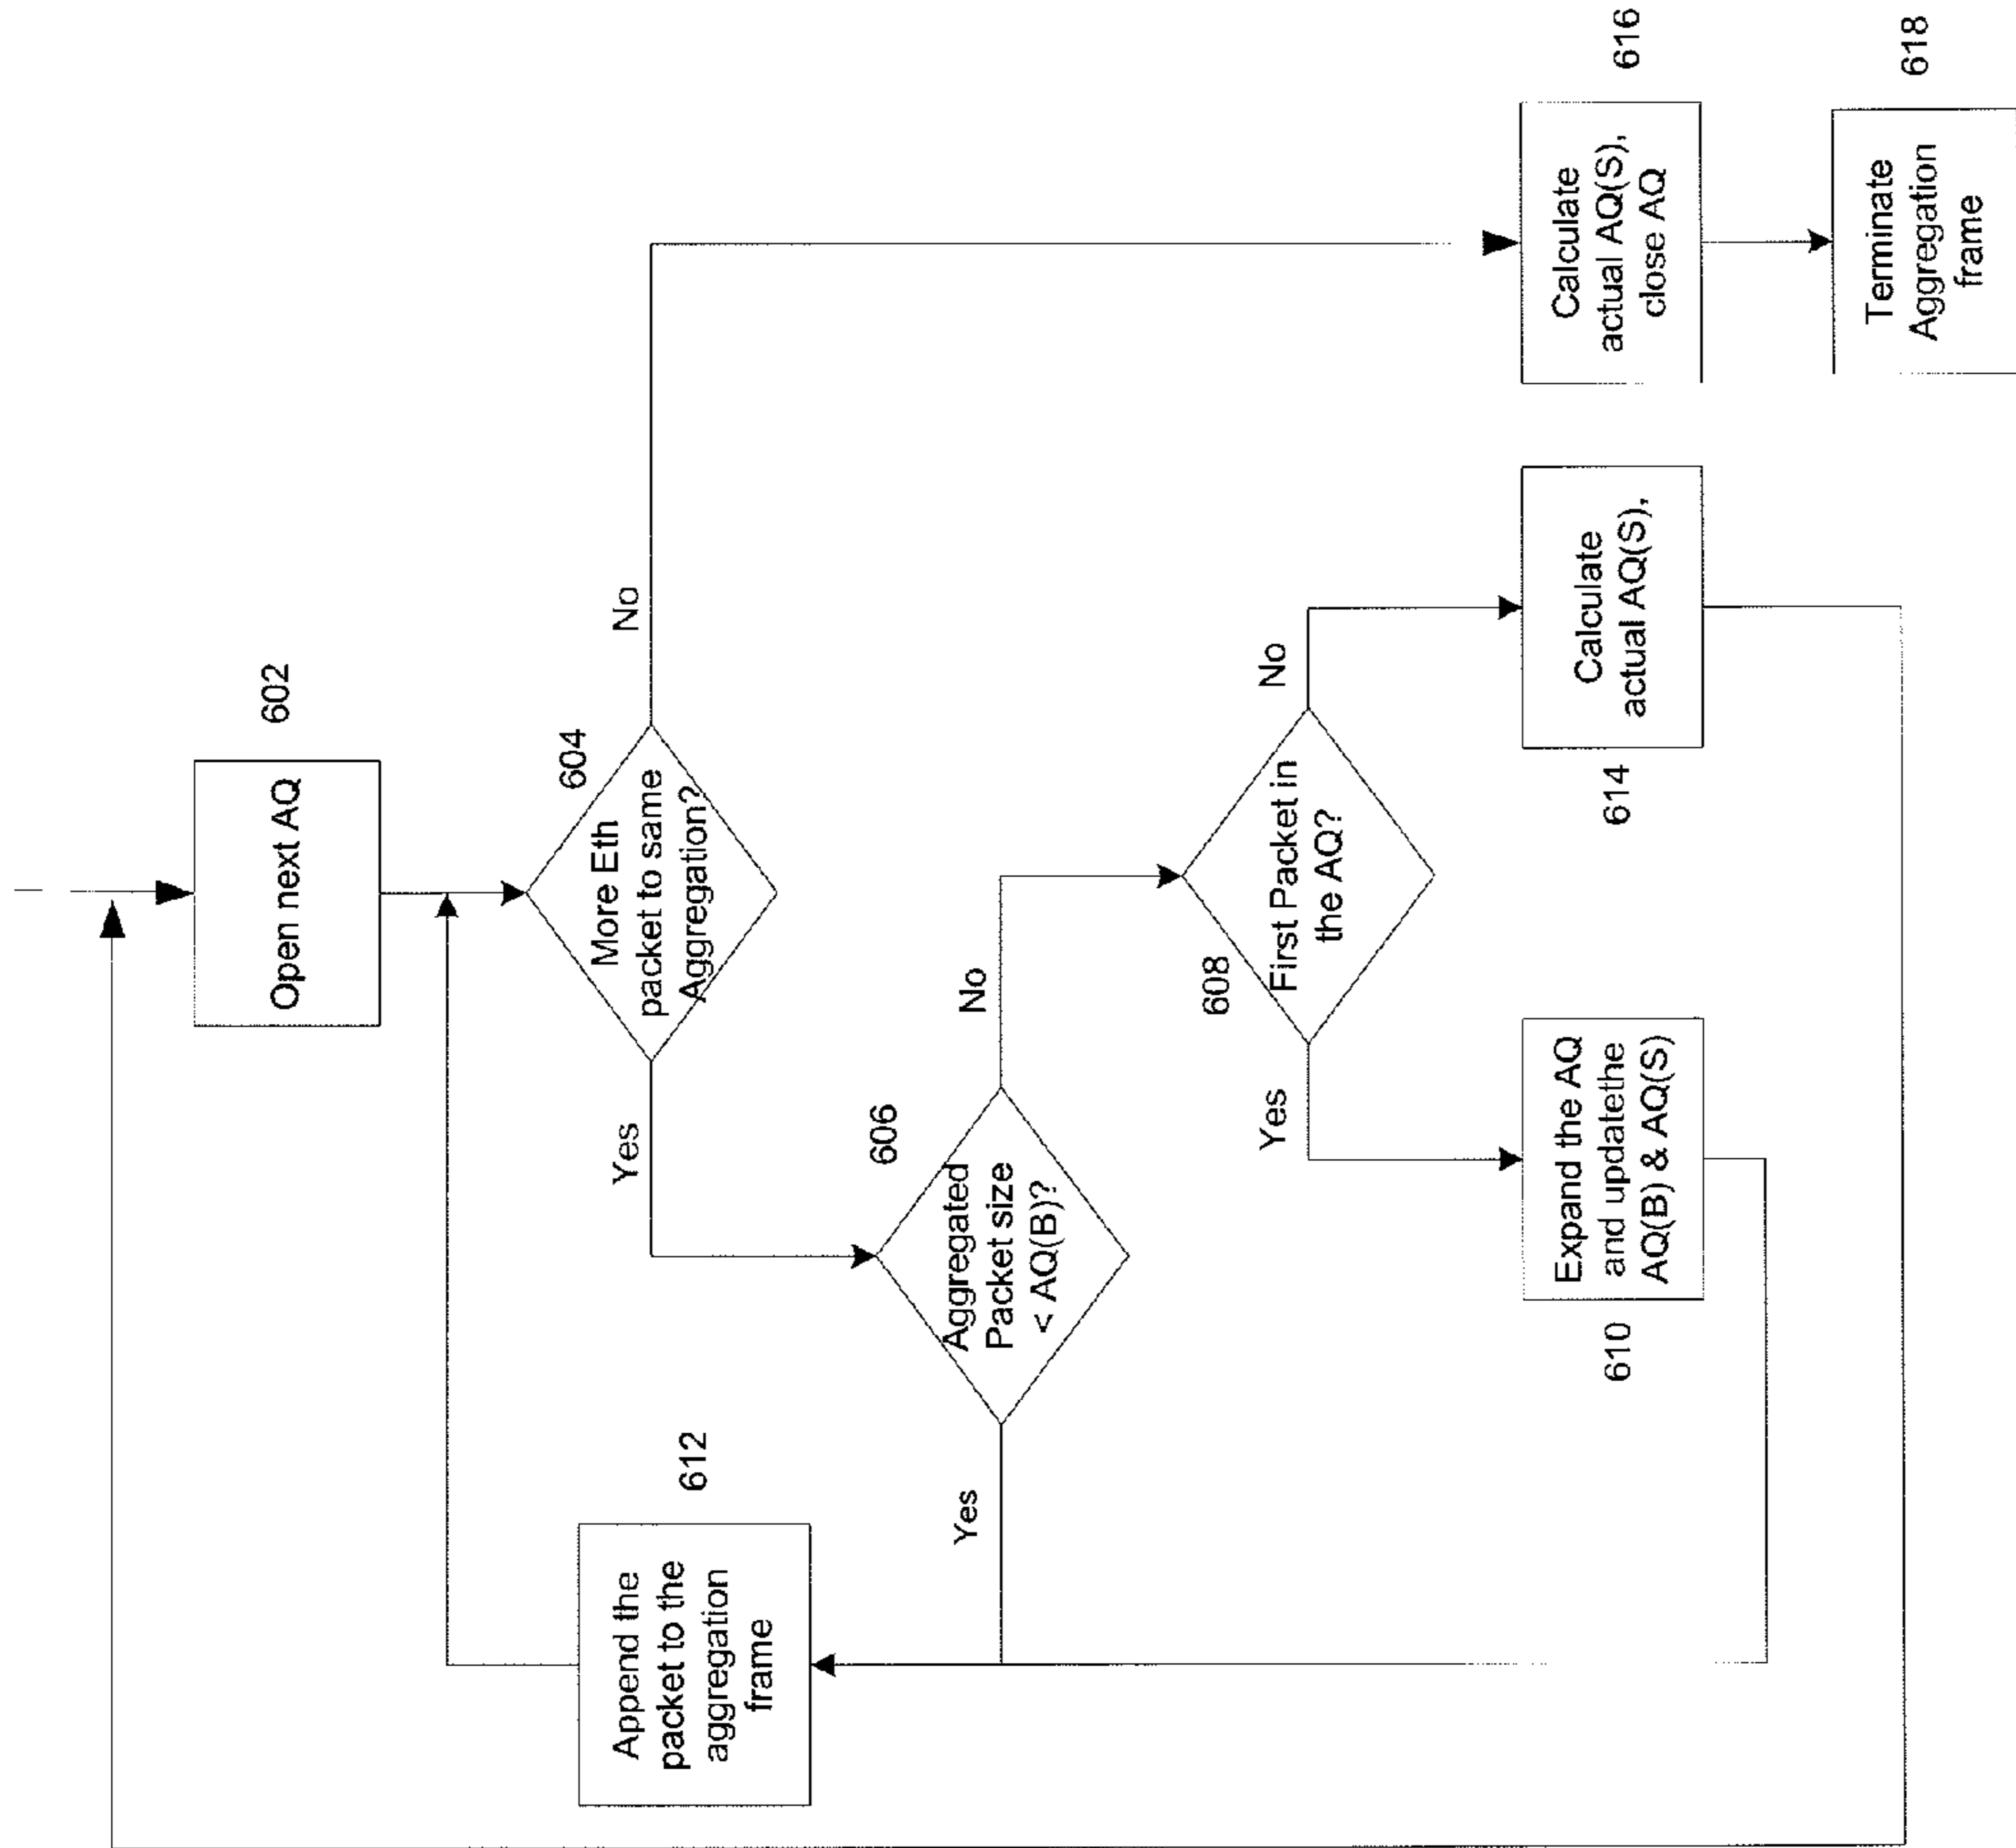 Open next AQ
602
604
More Eth
packet to same
Aggregation?
Yes
No
612
Append the
packet to the
aggregation
frame
606
Aggregated
Packet size
< AQ(B)?
Yes
No
608
First Packet in
the AQ?
Yes
No
610
Expand the AQ
and updatethe
AQ(B) & AQ(S)
614
Calculate
actual AQ(S),
616
Calculate
actual AQ(S),
close AQ
618
Terminate
Aggregation
frame